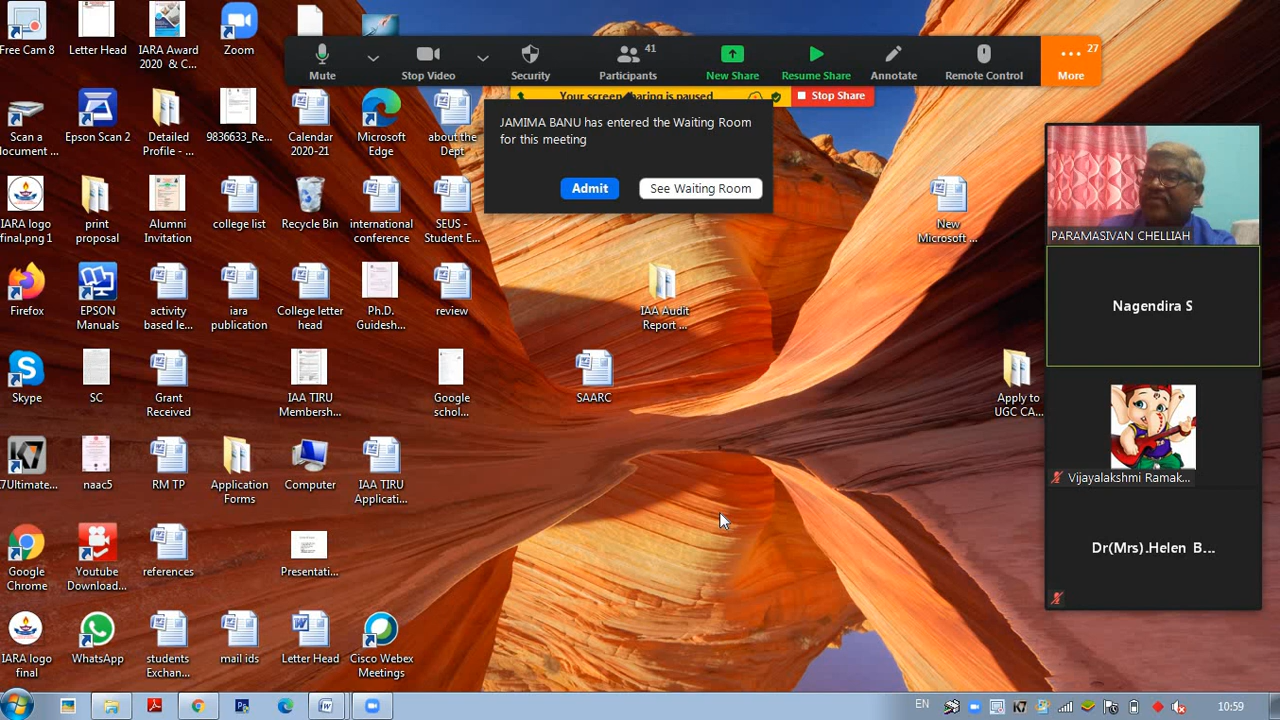 Free Cam 8
Letter Head
IARA Award
2020 & C...
Zoom
41
27
Mute
Stop Video
Security
Participants
New Share
Resume Share
Annotate
Remote Control
More
Your screen sharing is paused
Stop Share
JAMIMA BANU has entered the Waiting Room
for this meeting
Admit
See Waiting Room
Scan a
document ...
Epson Scan 2
Detailed
Profile - ...
9836633_Re...
Calendar
2020-21
Microsoft
Edge
about the
Dept
IARA logo
final.png 1
print
proposal
Alumni
Invitation
college list
Recycle Bin
international
conference
SEUS -
Student E...
New
Microsoft ...
PARAMASIVAN CHELLIAH
Firefox
EPSON
Manuals
activity
based le...
iara
publication
College letter
head
Ph.D.
Guidesh...
review
IAA Audit
Report ...
Nagendira S
Skype
SC
Grant
Received
IAA TIRU
Membersh...
Google
schol...
SAARC
Apply to
UGC CA...
K7Ultimate...
naac5
RM TP
Application
Forms
Computer
IAA TIRU
Applicati...
Vijayalakshmi Ramak...
Google
Chrome
Youtube
Download...
references
Presentati...
Dr(Mrs).Helen B...
IARA logo
final
WhatsApp
students
Exchan...
mail ids
Letter Head
Cisco Webex
Meetings
EN
K7
10:59